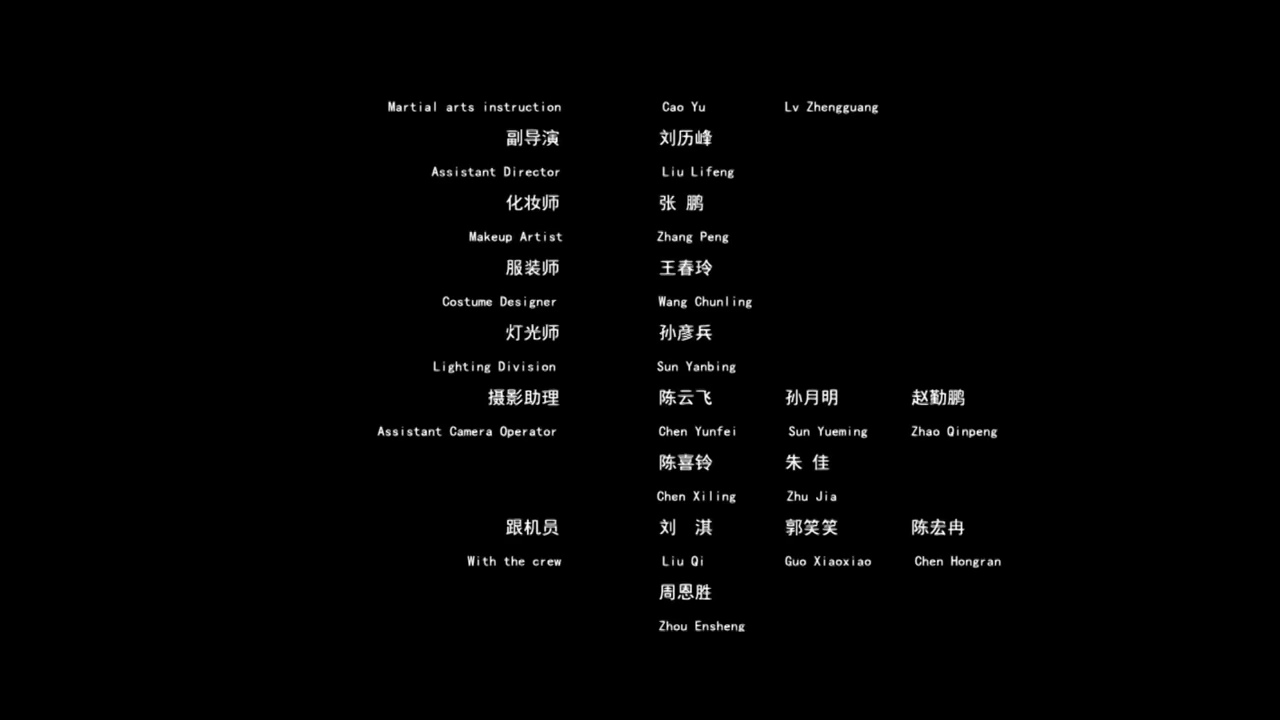 Martial arts instruction Cao Yu Lv Zhengguang
副导演 刘历峰
Assistant Director Liu Lifeng
化妆师 张 鹏
Makeup Artist Zhang Peng
服装师 王春玲
Costume Designer Wang Chunling
灯光师 孙彦兵
Lighting Division Sun Yanbing
摄影助理 陈云飞 孙月明 赵勤鹏
Assistant Camera Operator Chen Yunfei Sun Yueming Zhao Qinpeng
陈喜铃 朱 佳
Chen Xiling Zhu Jia
跟机员 刘 淇 郭笑笑 陈宏冉
With the crew Liu Qi Guo Xiaoxiao Chen Hongran
周恩胜
Zhou Ensheng